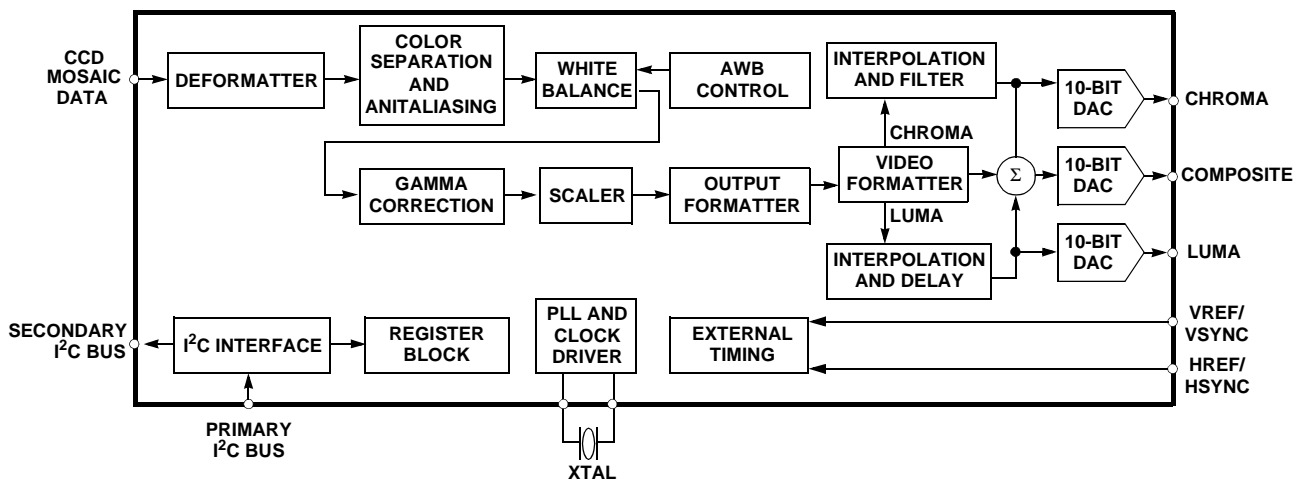 CCD
MOSAIC
DATA
DEFORMATTER
COLOR
SEPARATION
AND
ANITALIASING
WHITE
BALANCE
AWB
CONTROL
INTERPOLATION
AND FILTER
10-BIT
DAC
CHROMA
CHROMA
GAMMA
CORRECTION
SCALER
OUTPUT
FORMATTER
VIDEO
FORMATTER
Σ
10-BIT
DAC
COMPOSITE
LUMA
INTERPOLATION
AND DELAY
10-BIT
DAC
LUMA
SECONDARY
I²C BUS
I²C INTERFACE
REGISTER
BLOCK
PLL AND
CLOCK
DRIVER
EXTERNAL
TIMING
VREF/
VSYNC
HREF/
HSYNC
PRIMARY
I²C BUS
XTAL